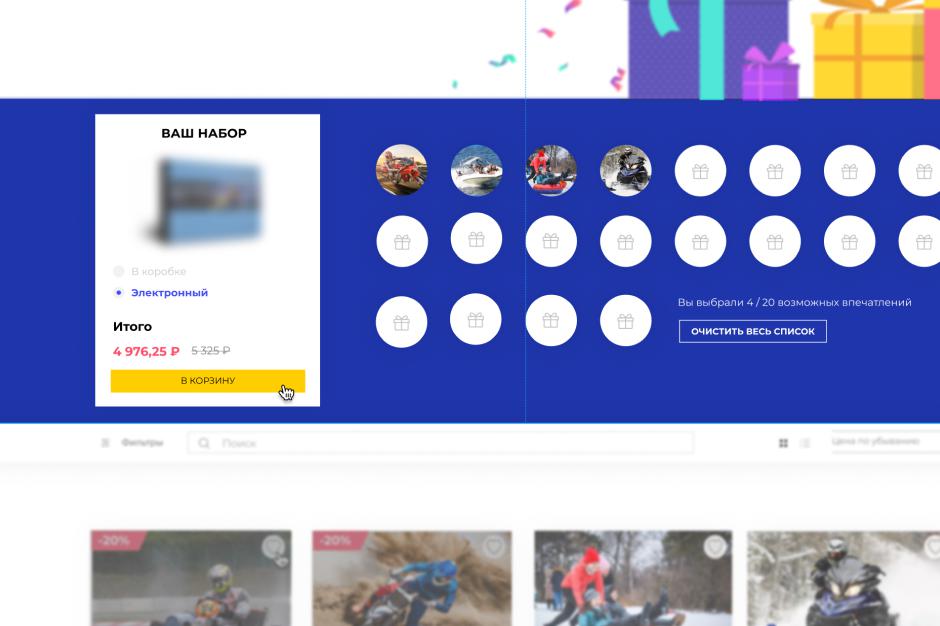 ВАШ НАБОР
В коробке
Электронный
Итого
4 976,25 ₽ 5 325 ₽
В КОРЗИНУ
Вы выбрали 4 / 20 возможных впечатлений
ОЧИСТИТЬ ВЕСЬ СПИСОК
Фильтры
Поиск
Цена по убыванию
-20%
-20%